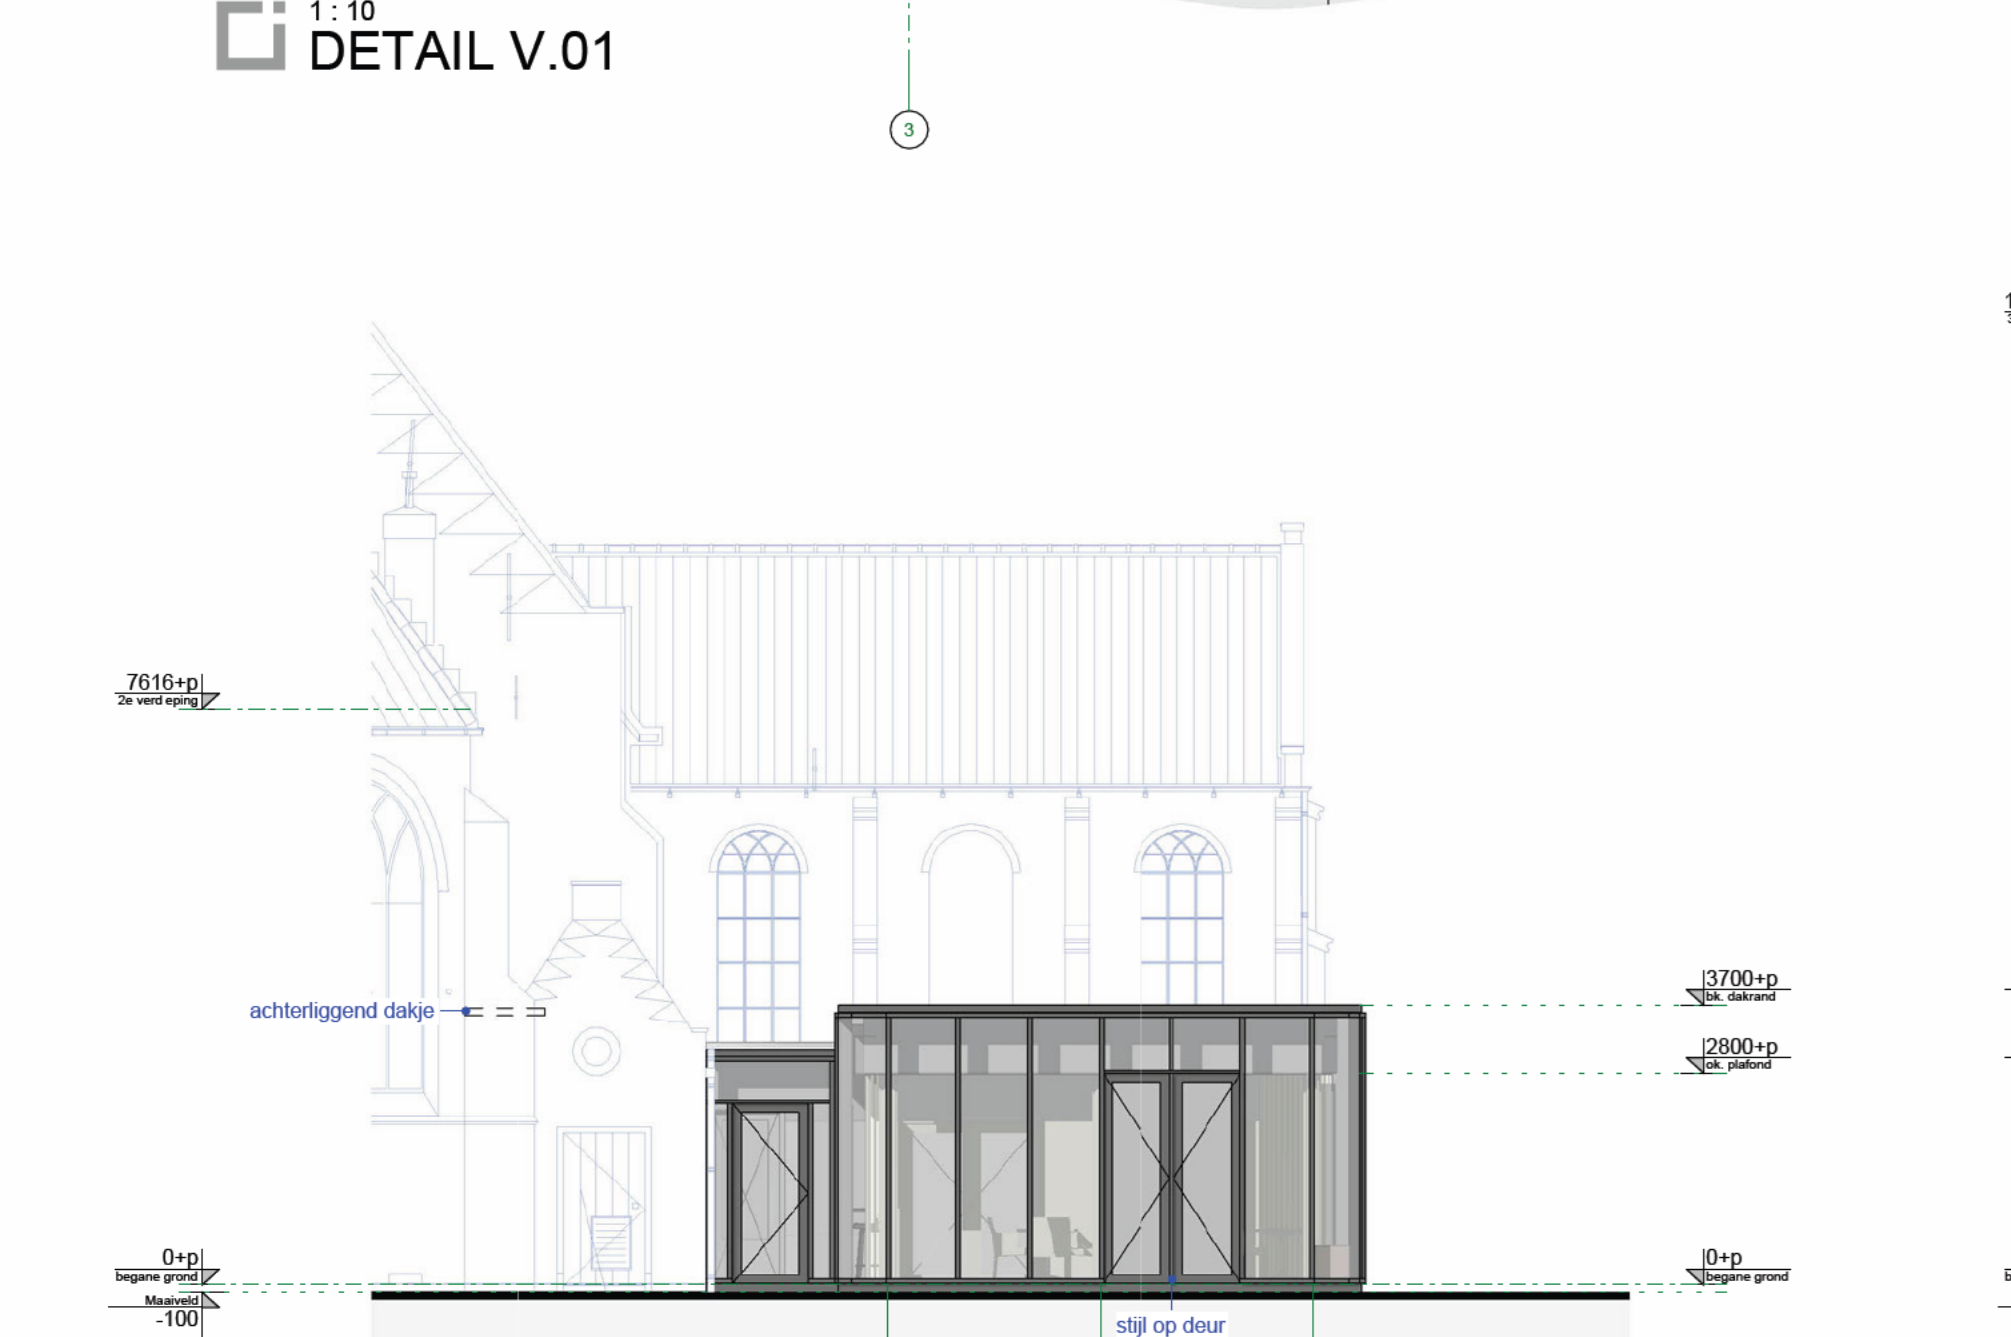 1 : 10
DETAIL V.01
3
7616+p
2e verd eping
achterliggend dakje
3700+p
bk. dakrand
2800+p
ok. plafond
0+p
begane grond
0+p
begane grond
Maaiveld
-100
stijl op deur